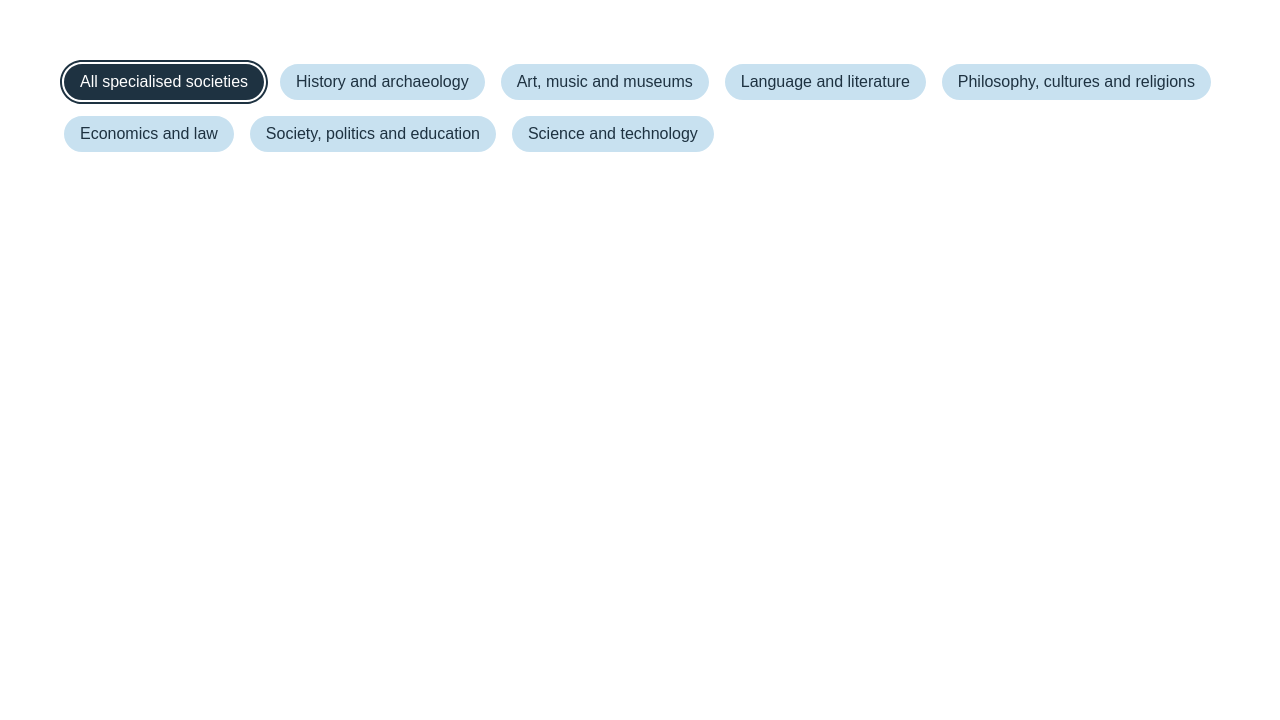 All specialised societies History and archaeology Art, music and museums Language and literature Philosophy, cultures and religions
Economics and law Society, politics and education Science and technology